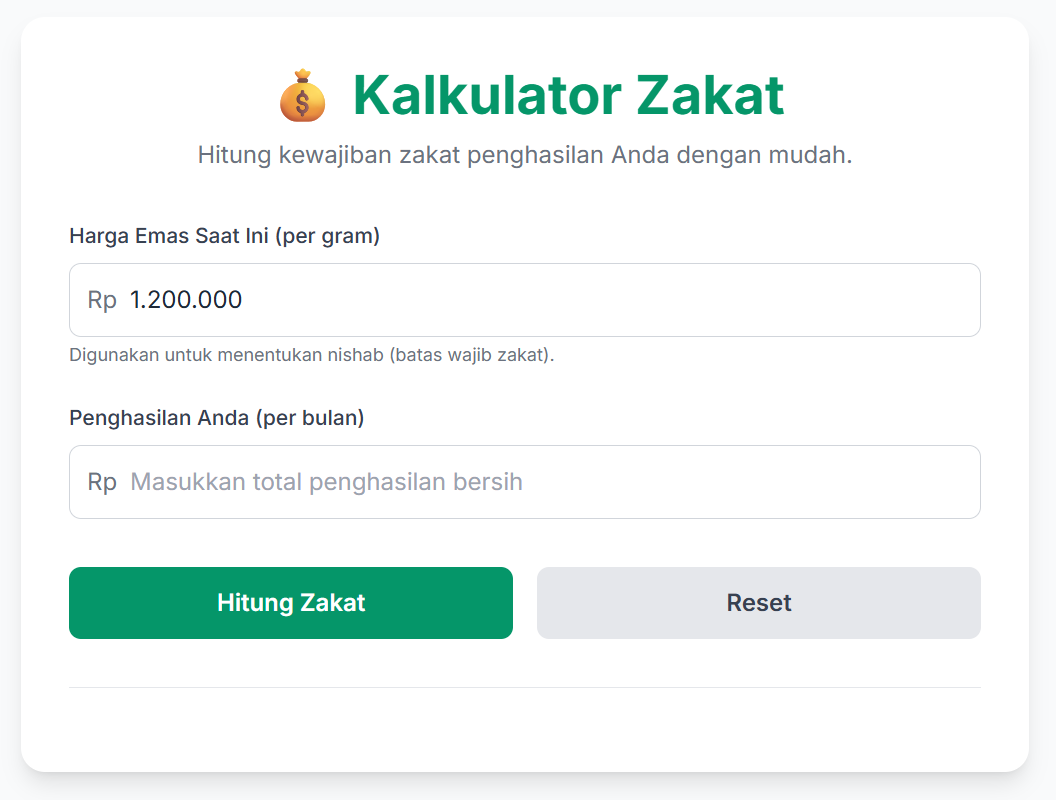 Kalkulator Zakat
Hitung kewajiban zakat penghasilan Anda dengan mudah.
Harga Emas Saat Ini (per gram)
Rp 1.200.000
Digunakan untuk menentukan nishab (batas wajib zakat).
Penghasilan Anda (per bulan)
Rp Masukkan total penghasilan bersih
Hitung Zakat
Reset